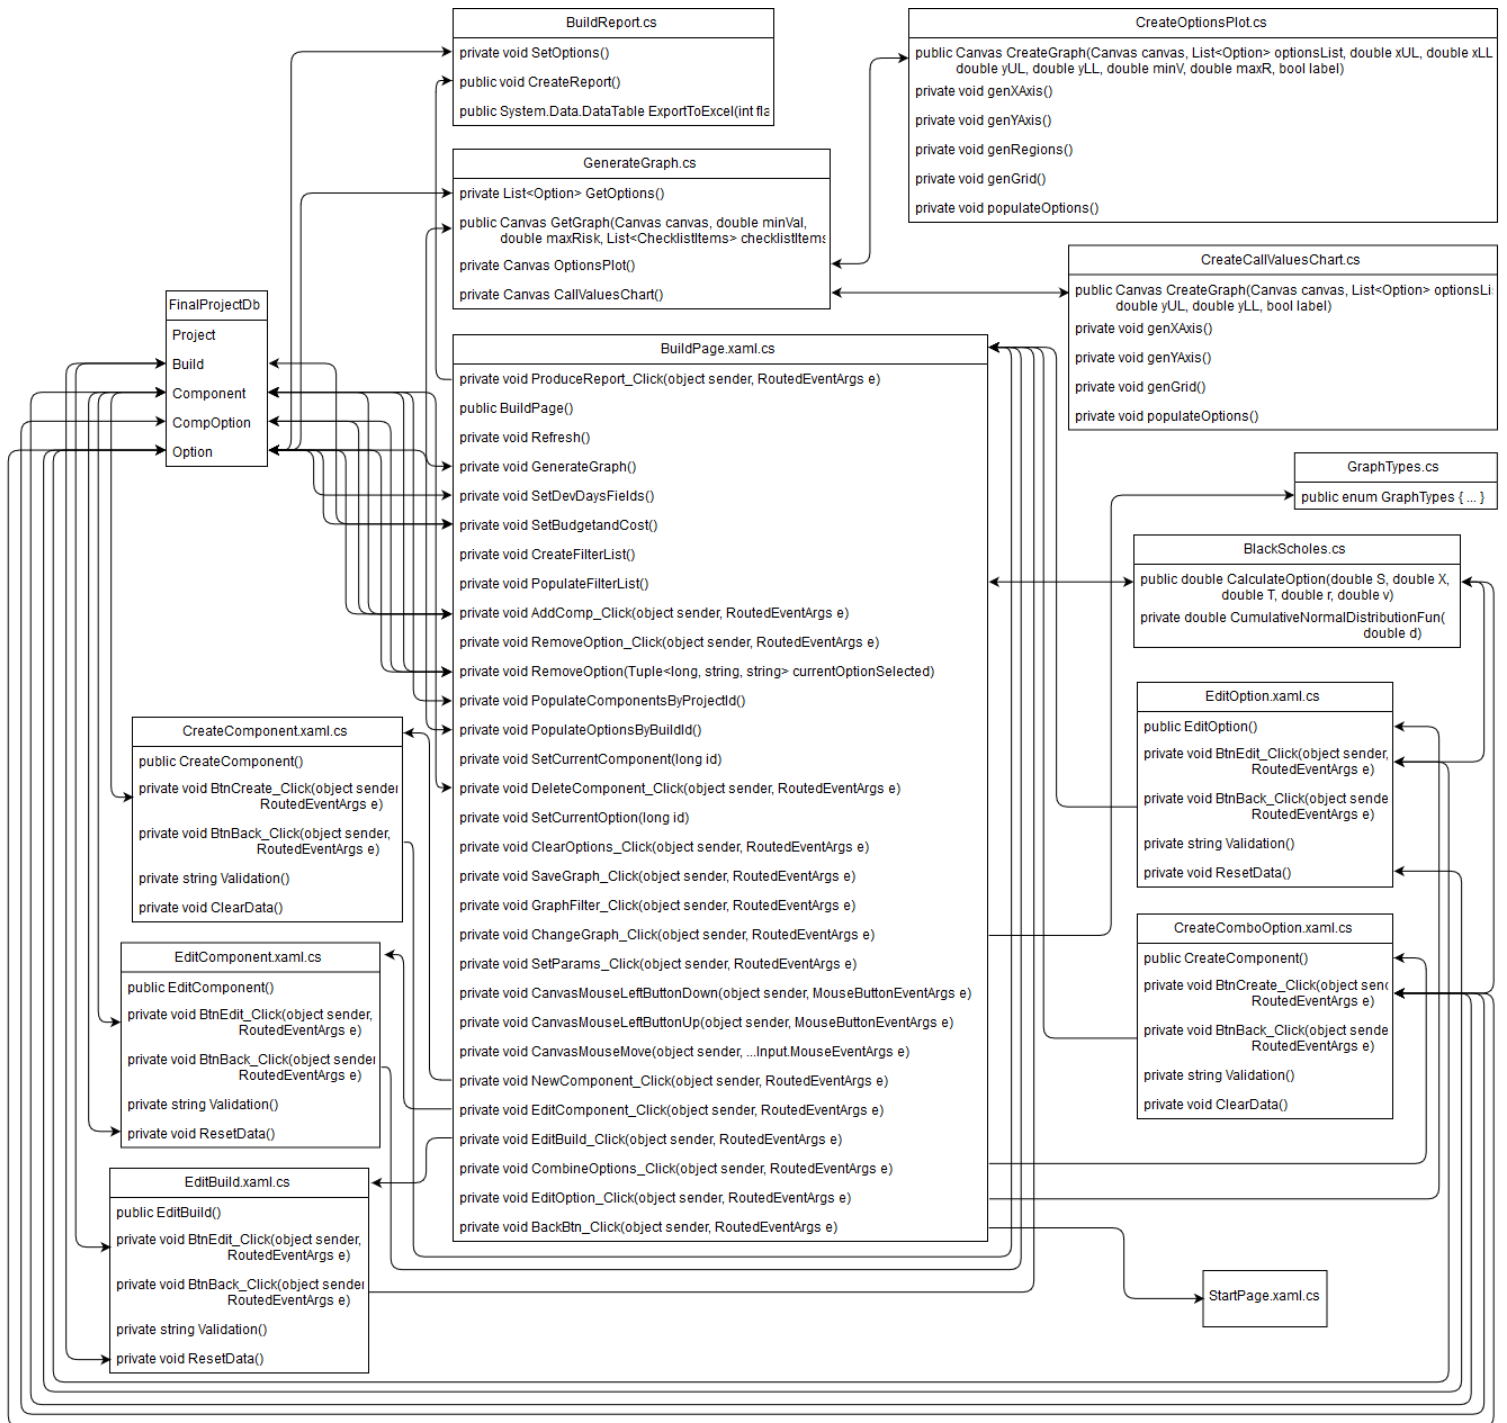 BuildReport.cs
private void SetOptions()
public void CreateReport()
public System.Data.DataTable ExportToExcel(int fla
CreateOptionsPlot.cs
public Canvas CreateGraph(Canvas canvas, List<Option> optionsList, double xUL, double xLL
double yUL, double yLL, double minV, double maxR, bool label)
private void genXAxis()
private void genYAxis()
private void genRegions()
private void genGrid()
private void populateOptions()
GenerateGraph.cs
private List<Option> GetOptions()
public Canvas GetGraph(Canvas canvas, double minVal,
double maxRisk, List<ChecklistItems> checklistItems
private Canvas OptionsPlot()
private Canvas CallValuesChart()
CreateCallValuesChart.cs
public Canvas CreateGraph(Canvas canvas, List<Option> optionsLi
double yUL, double yLL, bool label)
private void genXAxis()
private void genYAxis()
private void genGrid()
private void populateOptions()
FinalProjectDb
Project
Build
Component
CompOption
Option
BuildPage.xaml.cs
private void ProduceReport_Click(object sender, RoutedEventArgs e)
public BuildPage()
private void Refresh()
private void GenerateGraph()
private void SetDevDaysFields()
private void SetBudgetandCost()
private void CreateFilterList()
private void PopulateFilterList()
private void AddComp_Click(object sender, RoutedEventArgs e)
private void RemoveOption_Click(object sender, RoutedEventArgs e)
private void RemoveOption(Tuple<long, string, string> currentOptionSelected)
private void PopulateComponentsByProjectId()
private void PopulateOptionsByBuildId()
private void SetCurrentComponent(long id)
private void DeleteComponent_Click(object sender, RoutedEventArgs e)
private void SetCurrentOption(long id)
private void ClearOptions_Click(object sender, RoutedEventArgs e)
private void SaveGraph_Click(object sender, RoutedEventArgs e)
private void GraphFilter_Click(object sender, RoutedEventArgs e)
private void ChangeGraph_Click(object sender, RoutedEventArgs e)
private void SetParams_Click(object sender, RoutedEventArgs e)
private void CanvasMouseLeftButtonDown(object sender, MouseButtonEventArgs e)
private void CanvasMouseLeftButtonUp(object sender, MouseButtonEventArgs e)
private void CanvasMouseMove(object sender, ...Input.MouseEventArgs e)
private void NewComponent_Click(object sender, RoutedEventArgs e)
private void EditComponent_Click(object sender, RoutedEventArgs e)
private void EditBuild_Click(object sender, RoutedEventArgs e)
private void CombineOptions_Click(object sender, RoutedEventArgs e)
private void EditOption_Click(object sender, RoutedEventArgs e)
private void BackBtn_Click(object sender, RoutedEventArgs e)
GraphTypes.cs
public enum GraphTypes { ... }
BlackScholes.cs
public double CalculateOption(double S, double X,
double T, double r, double v)
private double CumulativeNormalDistributionFun(
double d)
EditOption.xaml.cs
public EditOption()
private void BtnEdit_Click(object sender,
RoutedEventArgs e)
private void BtnBack_Click(object sende
RoutedEventArgs e)
private string Validation()
private void ResetData()
CreateComponent.xaml.cs
public CreateComponent()
private void BtnCreate_Click(object sender
RoutedEventArgs e)
private void BtnBack_Click(object sender,
RoutedEventArgs e)
private string Validation()
private void ClearData()
CreateComboOption.xaml.cs
public CreateComponent()
private void BtnCreate_Click(object senc
RoutedEventArgs e)
private void BtnBack_Click(object sende
RoutedEventArgs e)
private string Validation()
private void ClearData()
EditComponent.xaml.cs
public EditComponent()
private void BtnEdit_Click(object sender,
RoutedEventArgs e)
private void BtnBack_Click(object sender
RoutedEventArgs e)
private string Validation()
private void ResetData()
EditBuild.xaml.cs
public EditBuild()
private void BtnEdit_Click(object sender,
RoutedEventArgs e)
private void BtnBack_Click(object sender
RoutedEventArgs e)
private string Validation()
private void ResetData()
StartPage.xaml.cs